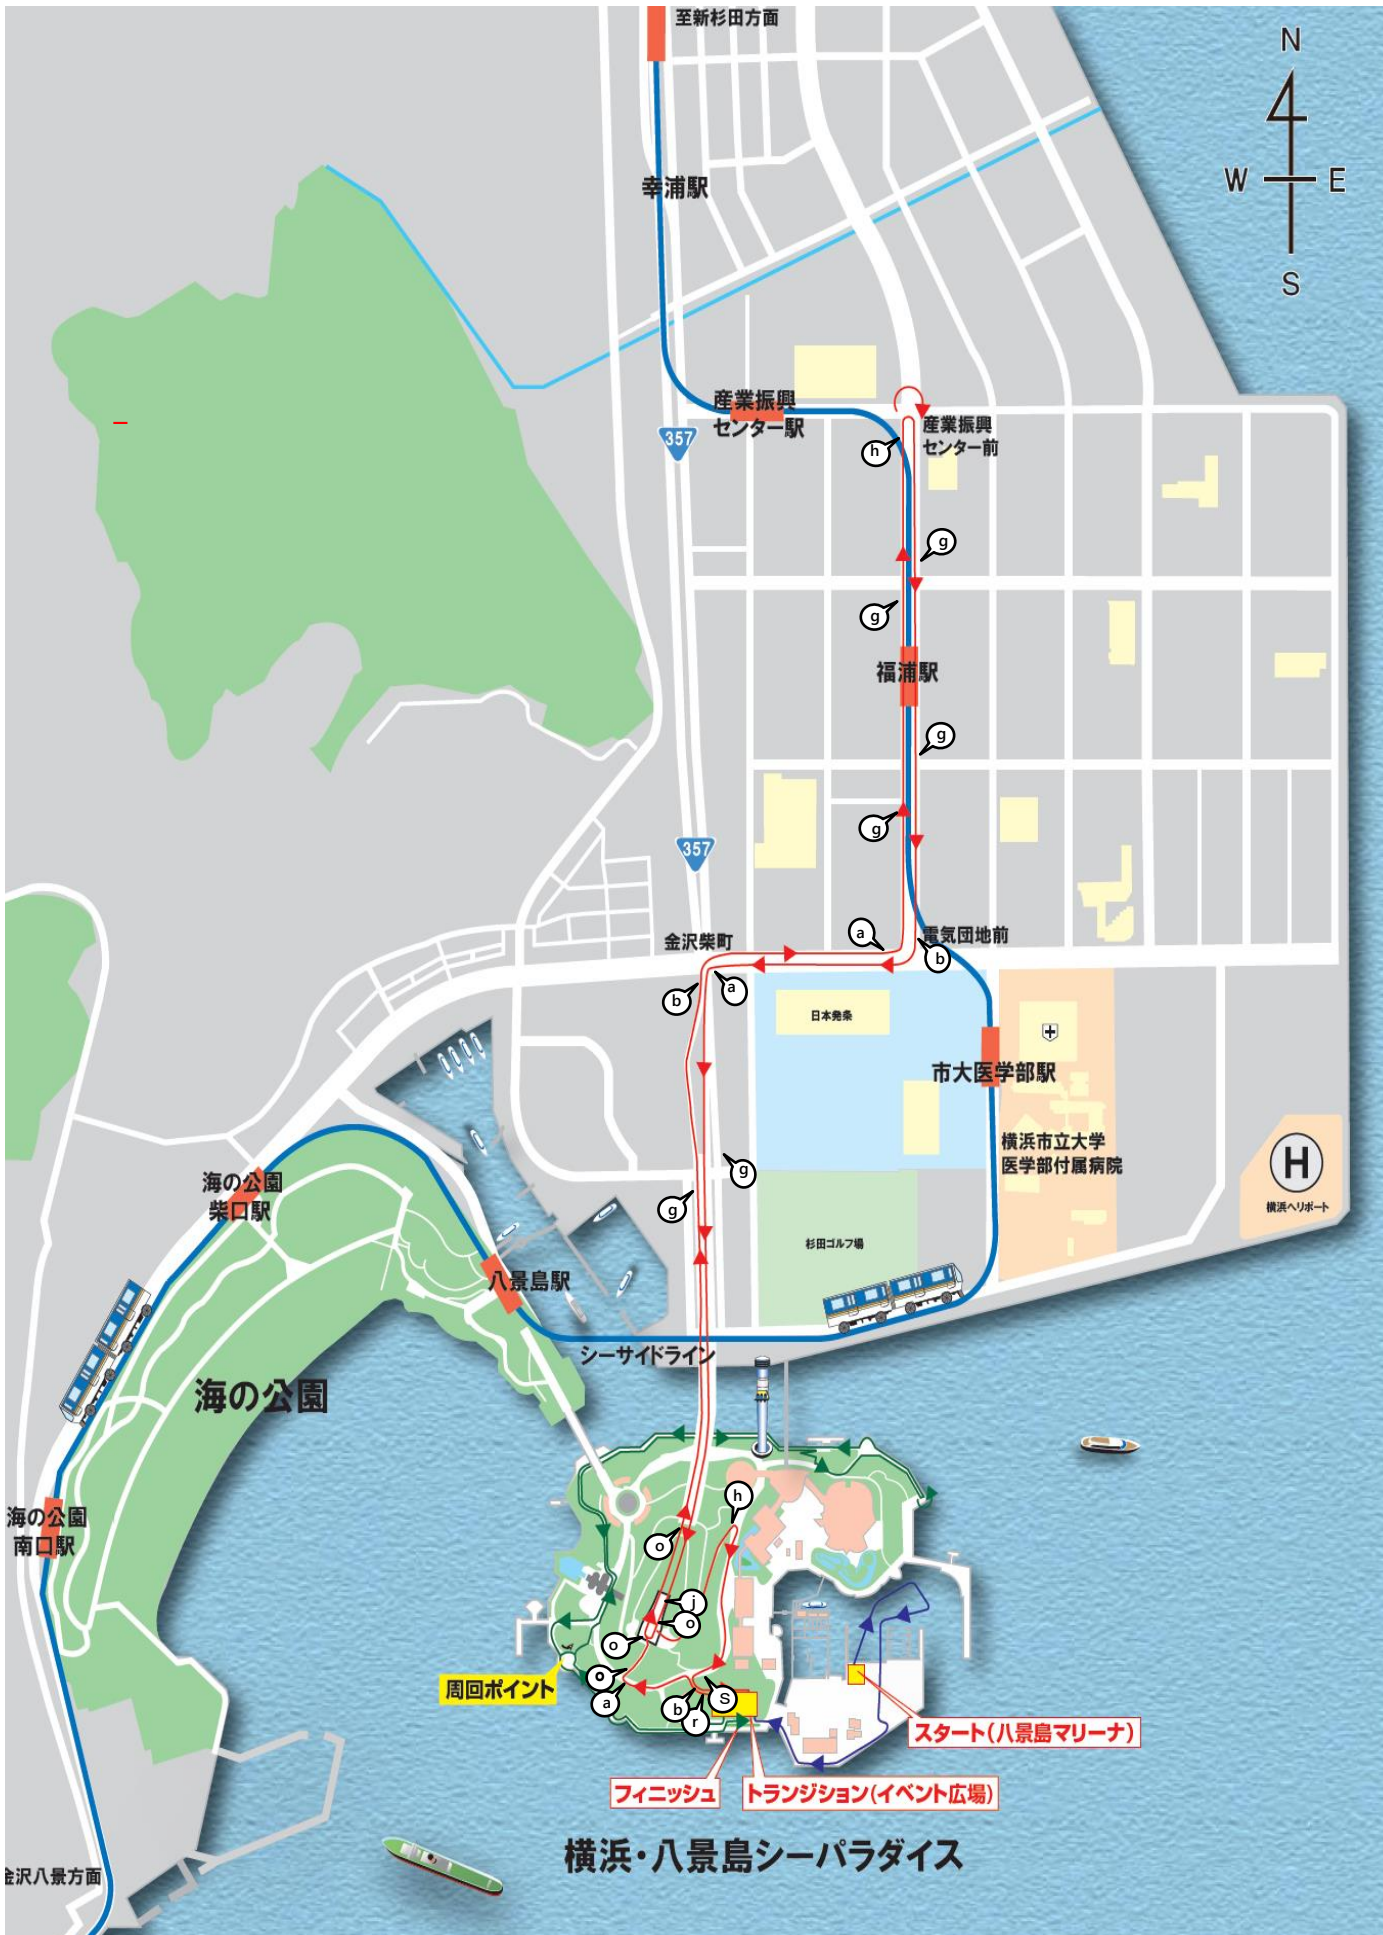 至新杉田方面
N
W
E
S
幸浦駅
産業振興
センター駅
357
産業振興
センター前
h
g
g
福浦駅
g
g
357
金沢柴町
a
電気団地前
b
b
a
日本発条
市大医学部駅
横浜市立大学
医学部付属病院
H
横浜ヘリポート
g
g
海の公園
柴口駅
杉田ゴルフ場
八景島駅
シーサイドライン
海の公園
海の公園
南口駅
h
o
j
o
o
o
a
b
S
r
周回ポイント
スタート(八景島マリーナ)
フィニッシュ
トランジション(イベント広場)
横浜・八景島シーパラダイス
金沢八景方面